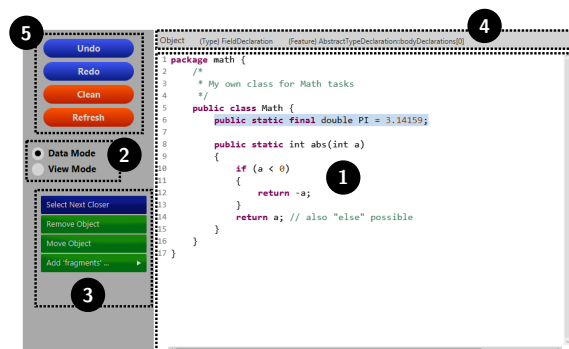 5
4
Undo
Redo
Clean
Refresh
Data Mode
View Mode
2
Select Next Closer
Remove Object
Move Object
Add 'fragments' ...
3
Object (Type) FieldDeclaration (Feature) AbstractTypeDeclaration:bodyDeclarations[0]
1 package math {
2 /*
3 * My own class for Math tasks
4 */
5 public class Math {
6 public static final double PI = 3.14159;
7
8 public static int abs(int a)
9 {
10 if (a < 0)
11 {
12 return -a;
13 }
14 return a; // also "else" possible
15 }
16 }
17 }
1